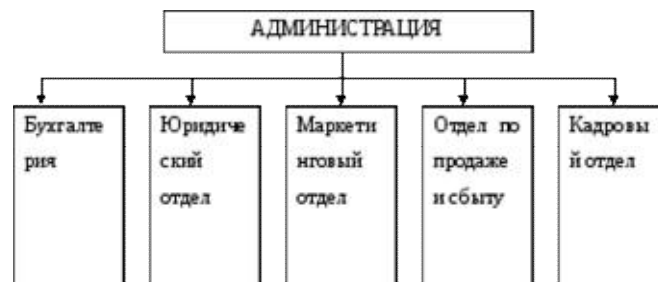 АДМИНИСТРАЦИЯ
Бухгалте
рия
Юридиче
ский
отдел
Маркети
нговый
отдел
Отдел по
продаже
и сбыту
Кадровы
й отдел